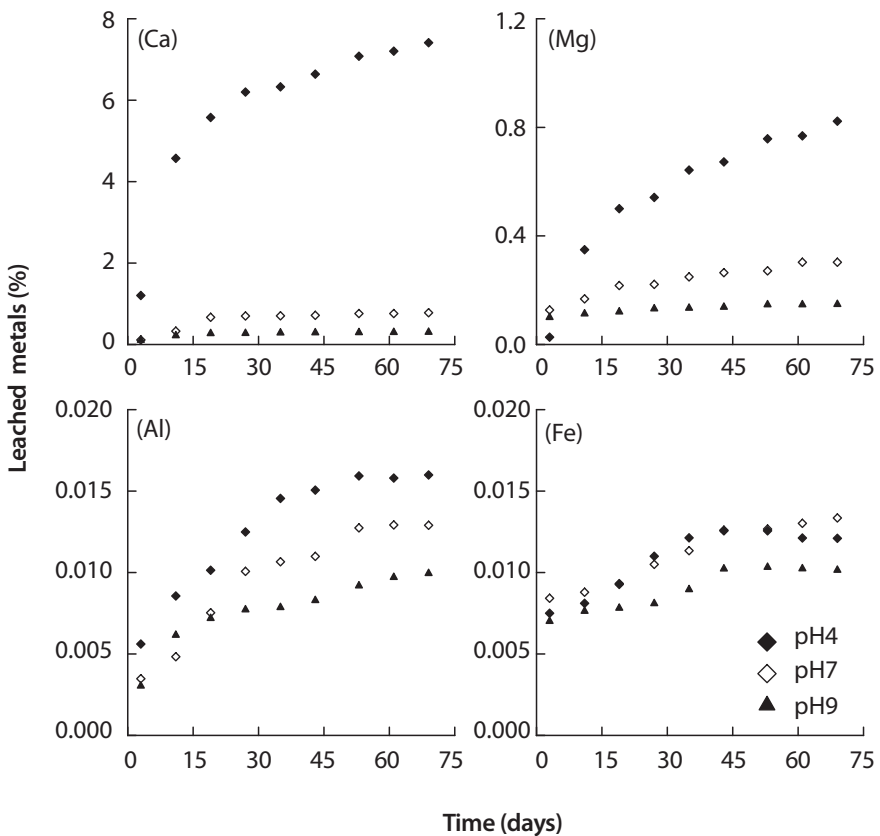 Leached metals (%)
(Ca)
8
6
4
2
0
0 15 30 45 60 75
(Mg)
1.2
0.8
0.4
0.0
0 15 30 45 60 75
(Al)
0.020
0.015
0.010
0.005
0.000
0 15 30 45 60 75
(Fe)
0.020
0.015
0.010
0.005
0.000
0 15 30 45 60 75
pH4
pH7
pH9
Time (days)